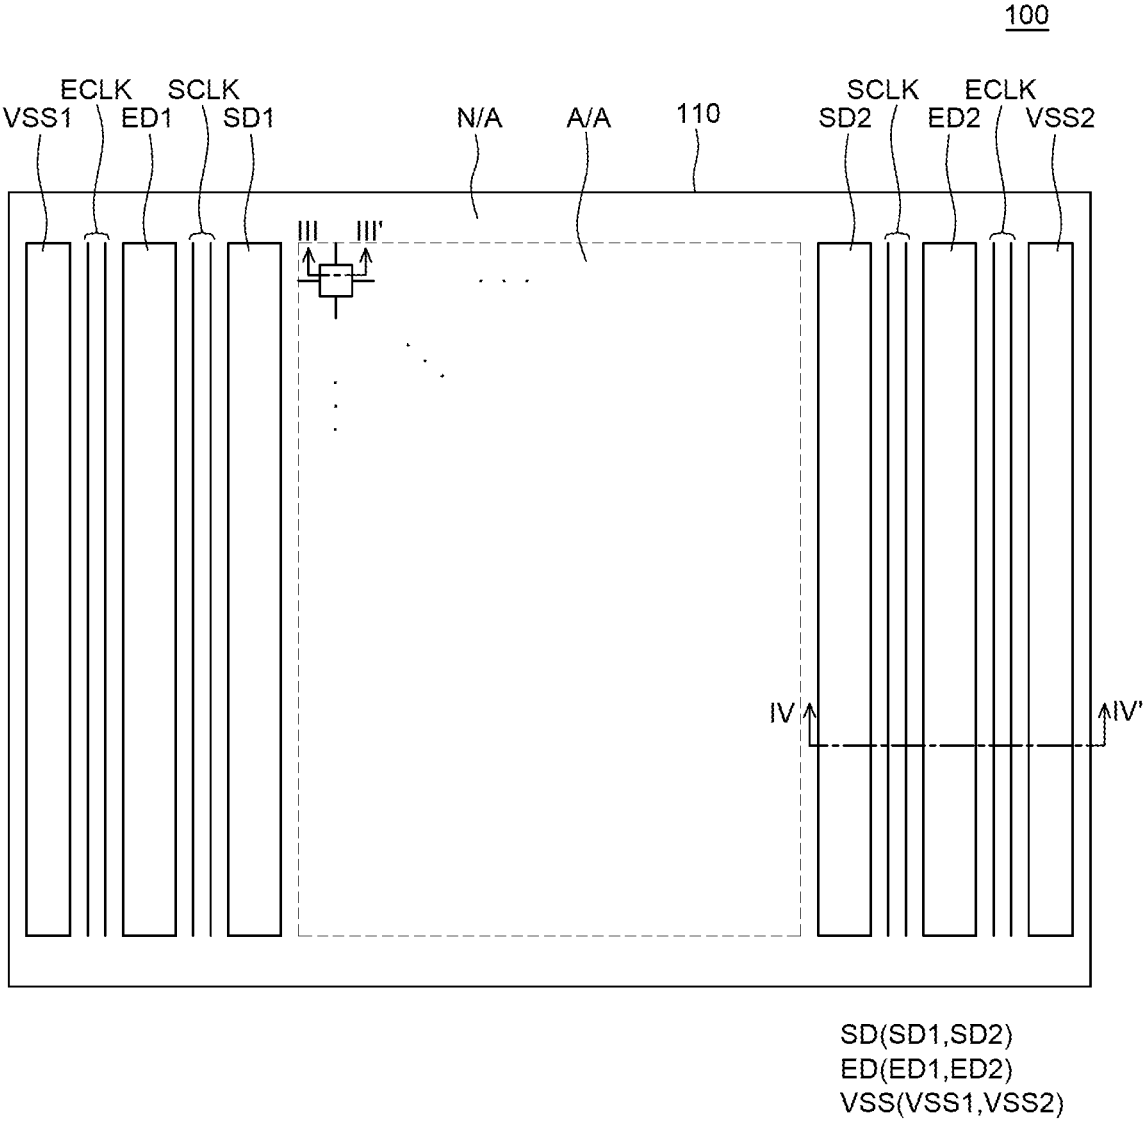 100
ECLK SCLK SCLK ECLK
VSS1 ED1 SD1 N/A A/A 110 SD2 ED2 VSS2
III III'
IV IV'
SD(SD1,SD2)
ED(ED1,ED2)
VSS(VSS1,VSS2)